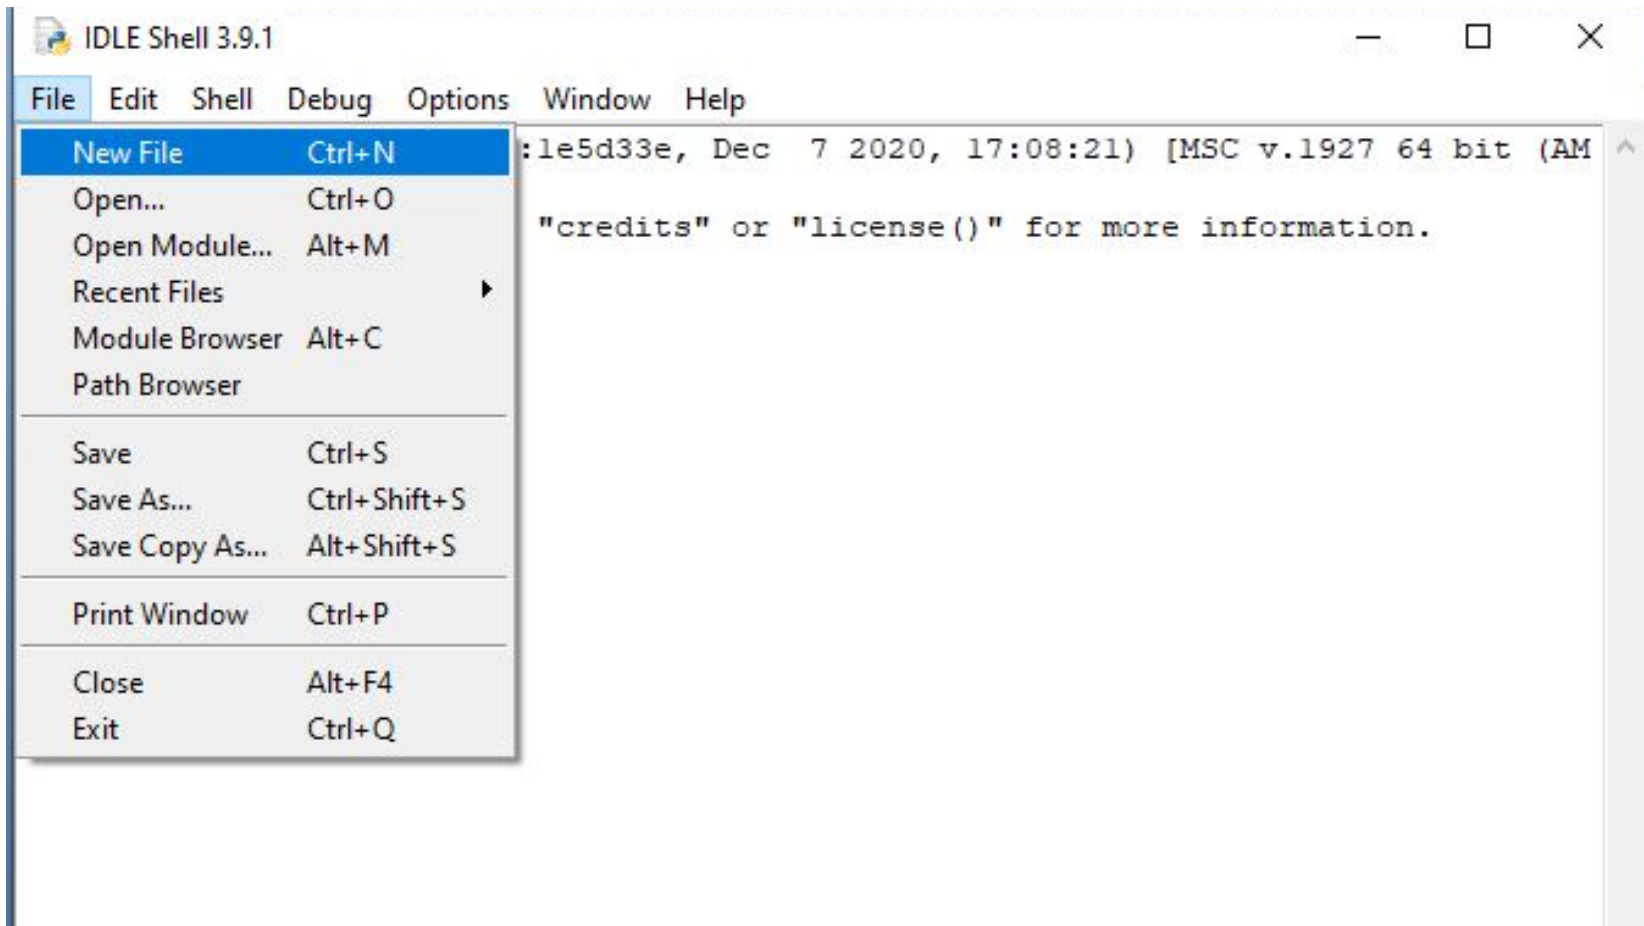 IDLE Shell 3.9.1
File Edit Shell Debug Options Window Help
New File Ctrl+N
Open... Ctrl+O
Open Module... Alt+M
Recent Files
Module Browser Alt+C
Path Browser
Save Ctrl+S
Save As... Ctrl+Shift+S
Save Copy As... Alt+Shift+S
Print Window Ctrl+P
Close Alt+F4
Exit Ctrl+Q
:1e5d33e, Dec  7 2020, 17:08:21) [MSC v.1927 64 bit (AM
"credits" or "license()" for more information.